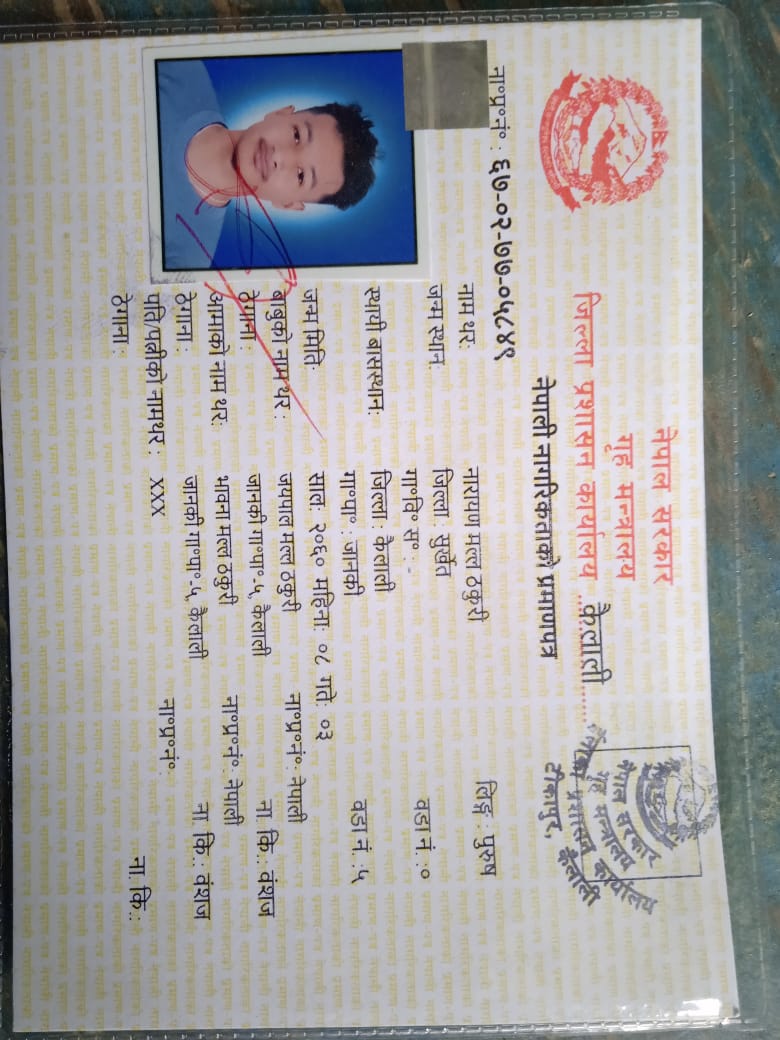 नेपाल सरकार
गृह मन्त्रालय
जिल्ला प्रशासन कार्यालय ..कैलाली......
नेपाली नागरिकताको प्रमाणपत्र
नेपाल सरकार
गृह मन्त्रालय
प्रशासन कार्यालय
टीकापुर, कैलाली
ना॰प्र॰नं॰ : ६७-०२-७७-०५८४९
नाम थर: नारायण मल्ल ठकुरी लिङ्ग : पुरुष
जन्म स्थान: जिल्ला : सुर्खेत
गा॰वि॰ स॰ : - वडा नं. :०
स्थायी बासस्थान: जिल्ला : कैलाली
गा॰पा॰ : जानकी वडा नं. :५
जन्म मिति: साल: २०६० महिना: ०८ गते: ०३
बाबुको नाम थर : जयपाल मल्ल ठकुरी ना॰प्र॰नं॰: नेपाली
ठेगाना : जानकी गा॰पा॰-५, कैलाली ना. कि.: वंशज
आमाको नाम थर: भावना मल्ल ठकुरी ना॰प्र॰नं॰: नेपाली
ठेगाना : जानकी गा॰पा॰-५, कैलाली ना. कि.: वंशज
पति/पत्नीको नामथर : XXX ना॰प्र॰नं॰:
ठेगाना : ना. कि.: